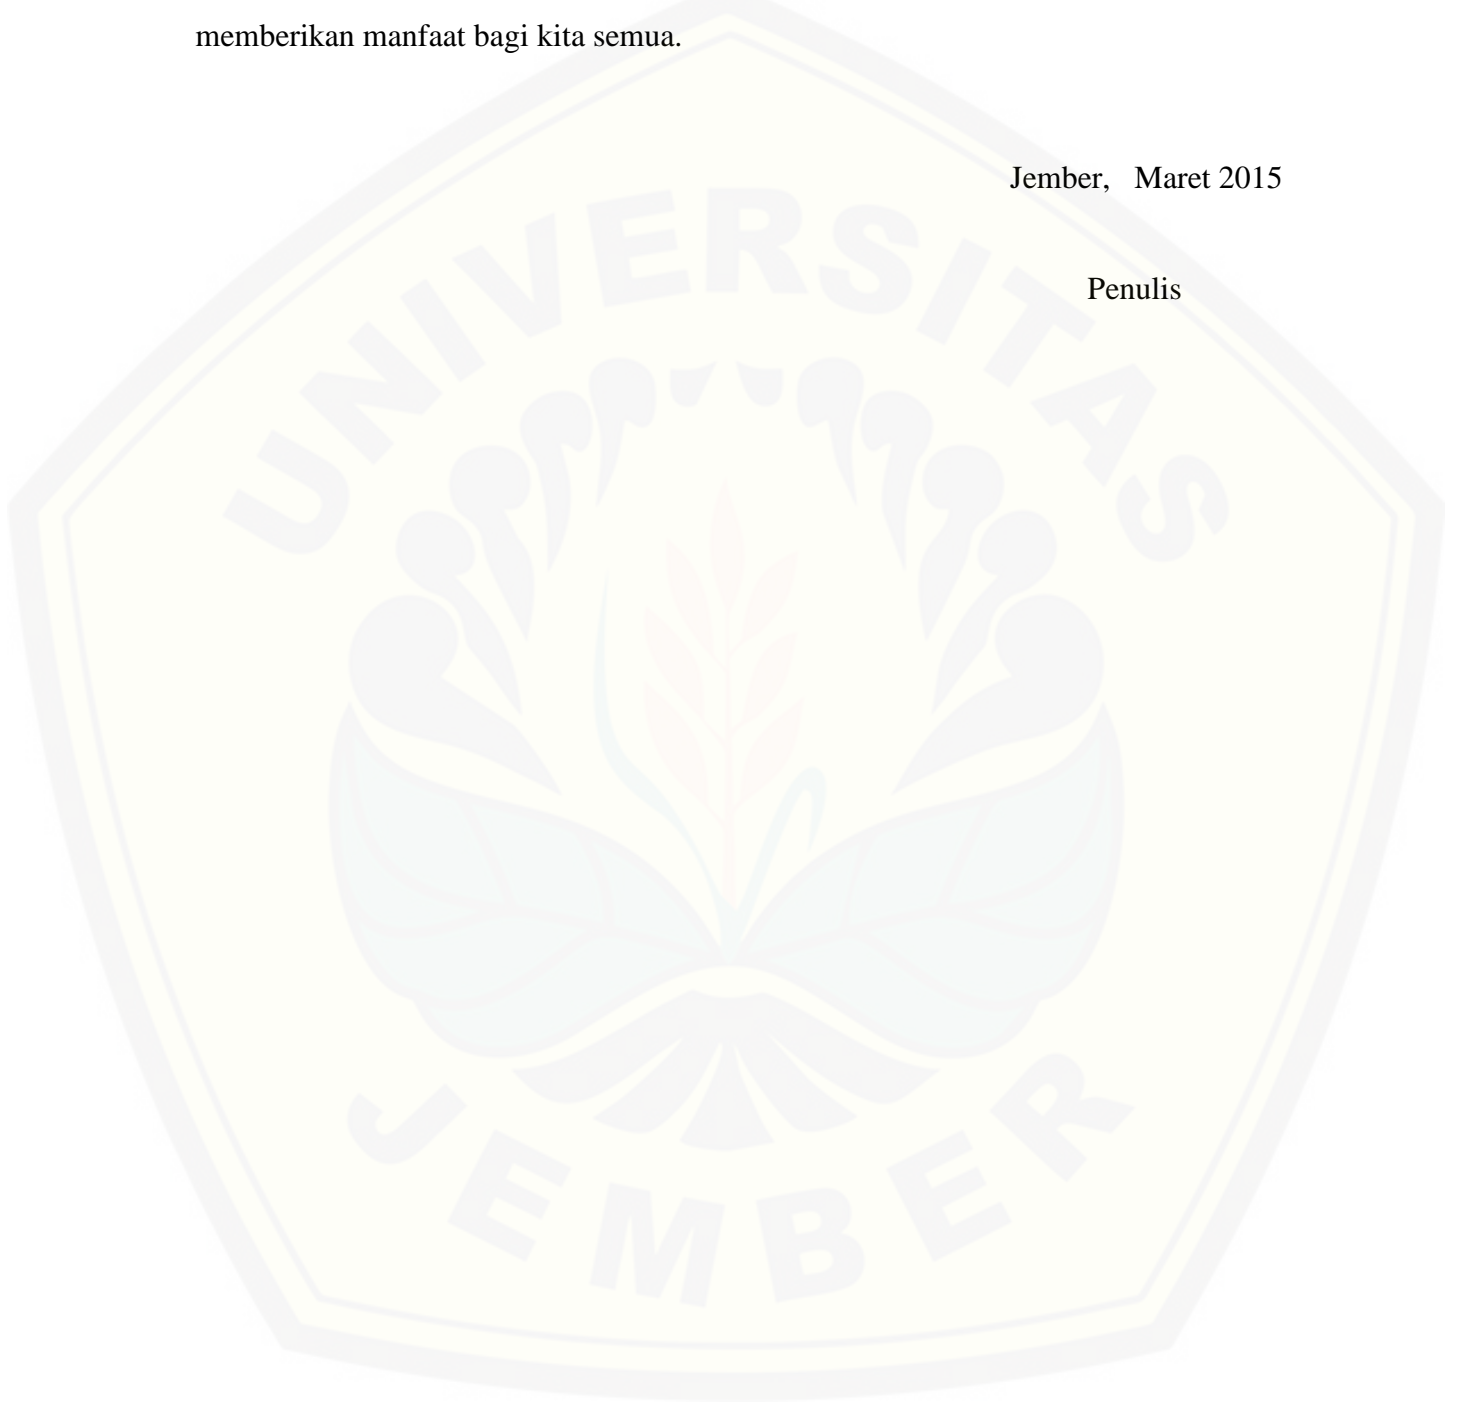 memberikan manfaat bagi kita semua.
Jember,   Maret 2015
Penulis
UNIVERSITAS
JEMBER